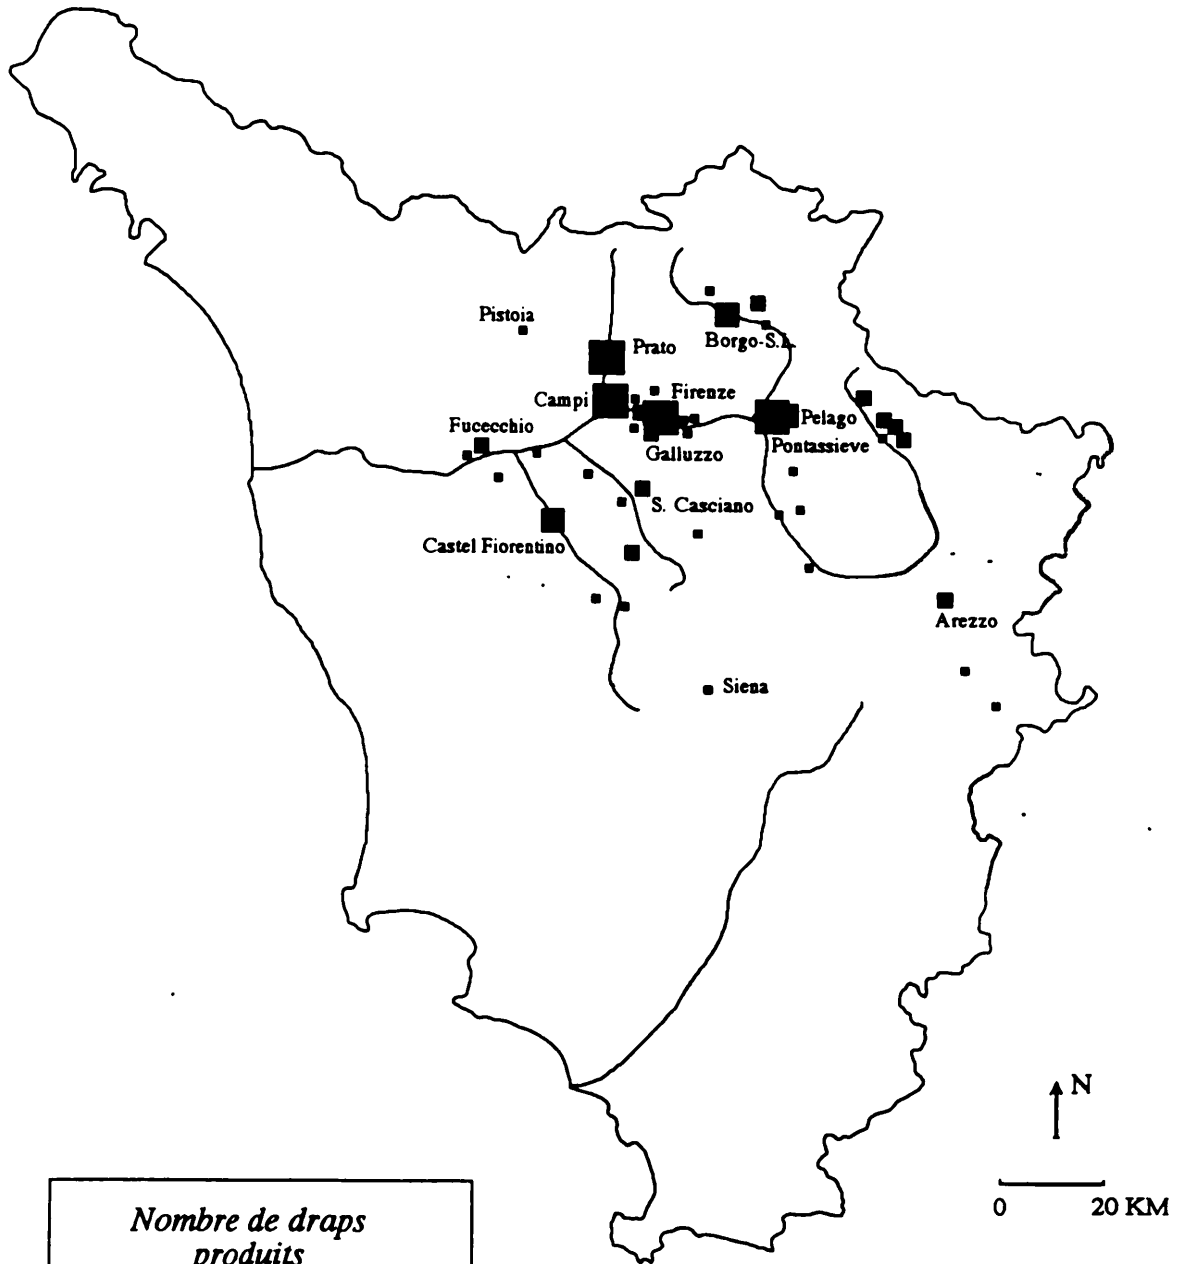 Pistoia
Prato
Borgo-S.L.
Campi
Firenze
Fucecchio
Pelago
Galluzzo
Pontassieve
S. Casciano
Castel Fiorentino
Arezzo
Siena
N
0 20 KM
Nombre de draps
produits